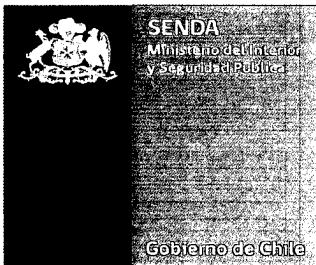 SENDA
Ministerio del Interior
y Seguridad Pública
Gobierno de Chile